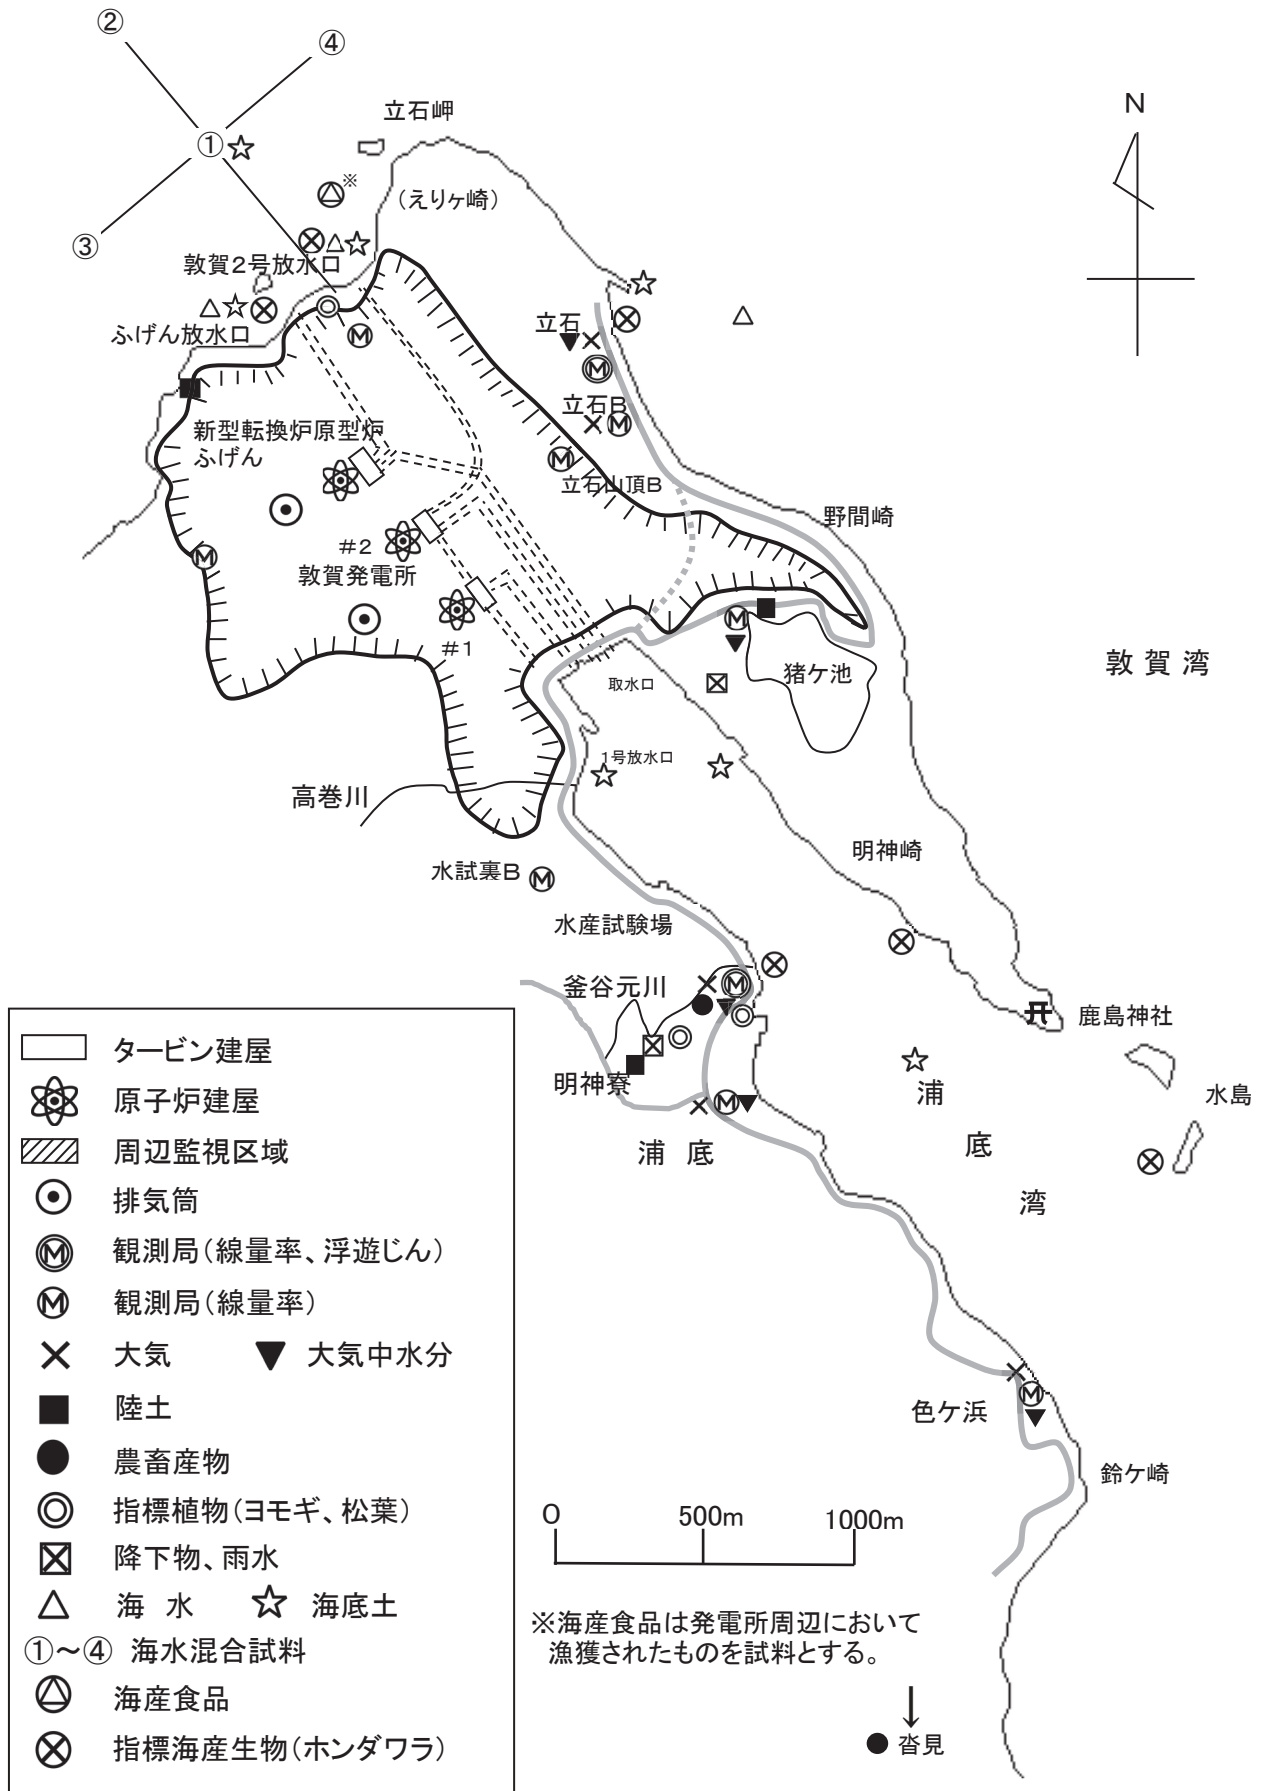 ②
④
立石岬
N
①
※
(えりヶ崎)
③
敦賀2号放水口
ふげん放水口
立石
立石B
新型転換炉原型炉
ふげん
立石山頂B
野間崎
#2
敦賀発電所
#1
敦賀湾
猪ケ池
取水口
1号放水口
高巻川
明神崎
水試裏B
水産試験場
釜谷元川
鹿島神社
明神寮
水島
浦底
浦底湾
色ケ浜
鈴ケ崎
タービン建屋
原子炉建屋
周辺監視区域
排気筒
観測局(線量率、浮遊じん)
観測局(線量率)
大気
大気中水分
陸土
農畜産物
指標植物(ヨモギ、松葉)
降下物、雨水
海 水
海底土
①~④ 海水混合試料
海産食品
指標海産生物(ホンダワラ)
0 500m 1000m
※海産食品は発電所周辺において
漁獲されたものを試料とする。
沓見